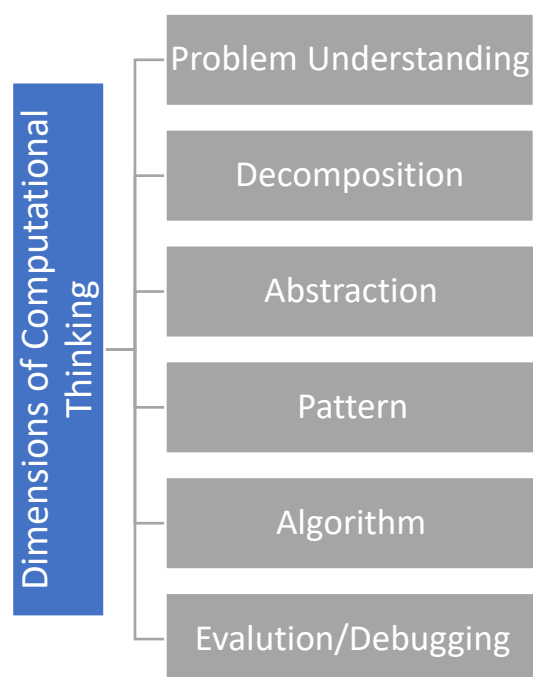 Dimensions of Computational
Thinking
Problem Understanding
Decomposition
Abstraction
Pattern
Algorithm
Evalution/Debugging